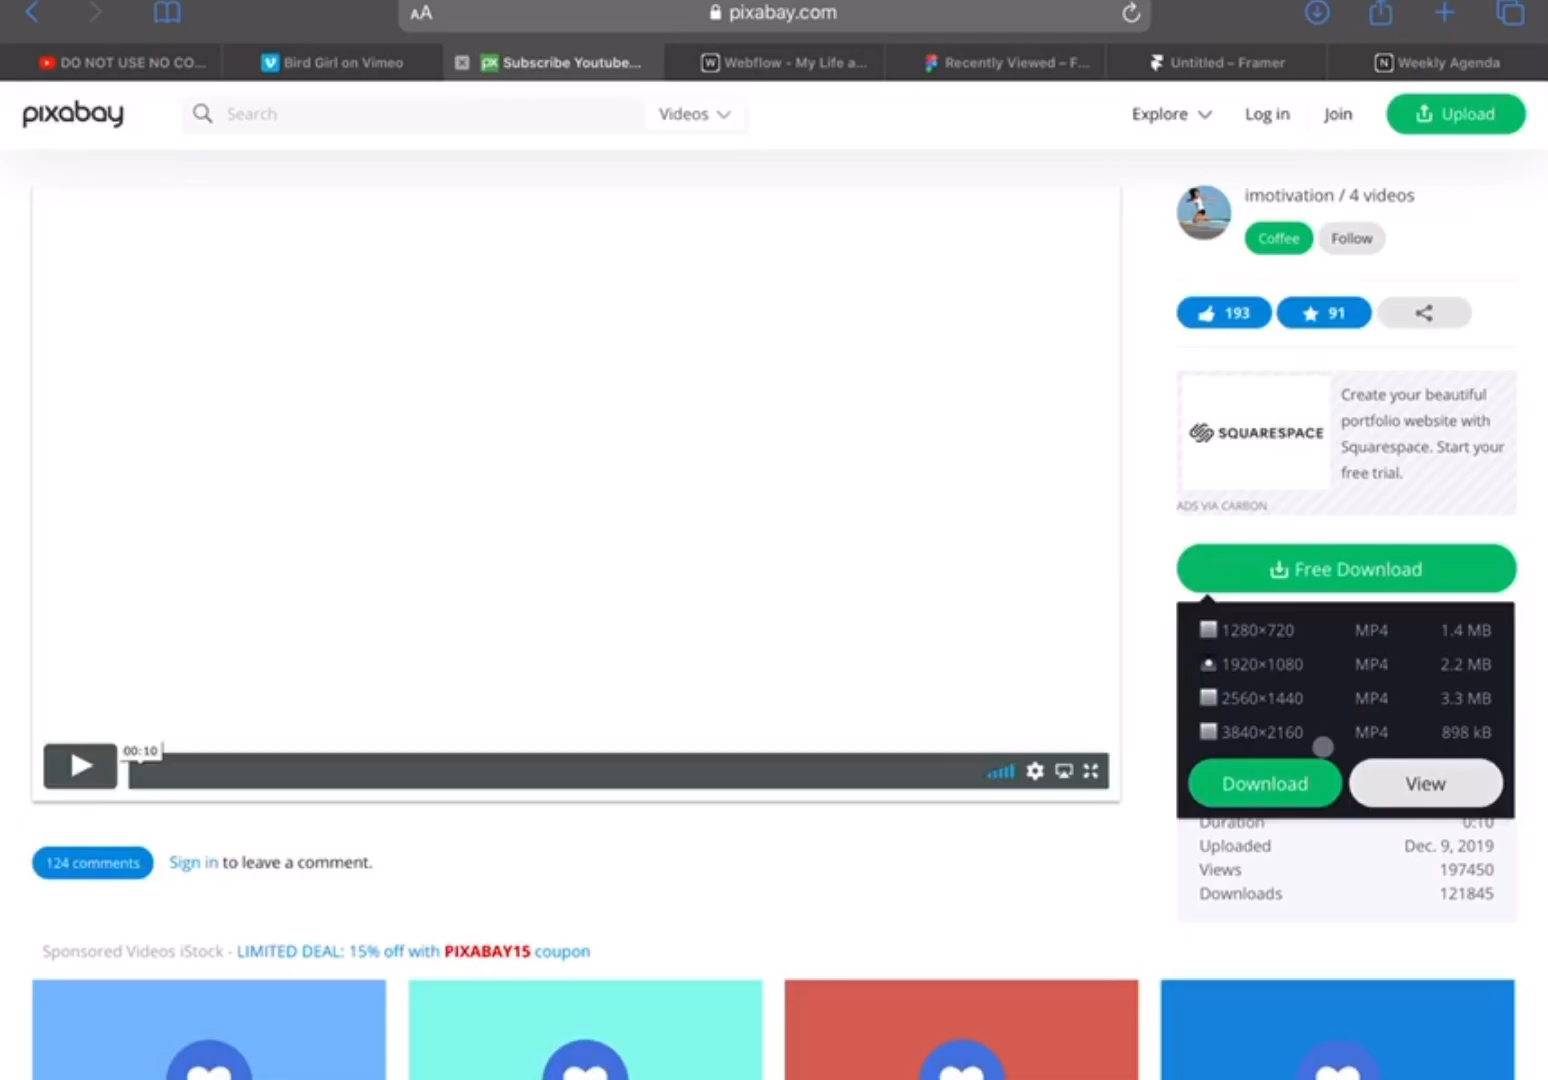 AA pixabay.com
DO NOT USE NO CO...
Bird Girl on Vimeo
px Subscribe Youtube...
W Webflow - My Life a...
Recently Viewed – F...
Untitled – Framer
N Weekly Agenda
pixabay
Search
Videos
Explore
Log in
Join
Upload
imotivation / 4 videos
Coffee
Follow
193
91
SQUARESPACE
Create your beautiful
portfolio website with
Squarespace. Start your
free trial.
ADS VIA CARBON
Free Download
1280×720 MP4 1.4 MB
1920×1080 MP4 2.2 MB
2560×1440 MP4 3.3 MB
3840×2160 MP4 898 kB
Download View
Duration 0:10
Uploaded Dec. 9, 2019
Views 197450
Downloads 121845
00:10
124 comments
Sign in to leave a comment.
Sponsored Videos iStock - LIMITED DEAL: 15% off with PIXABAY15 coupon